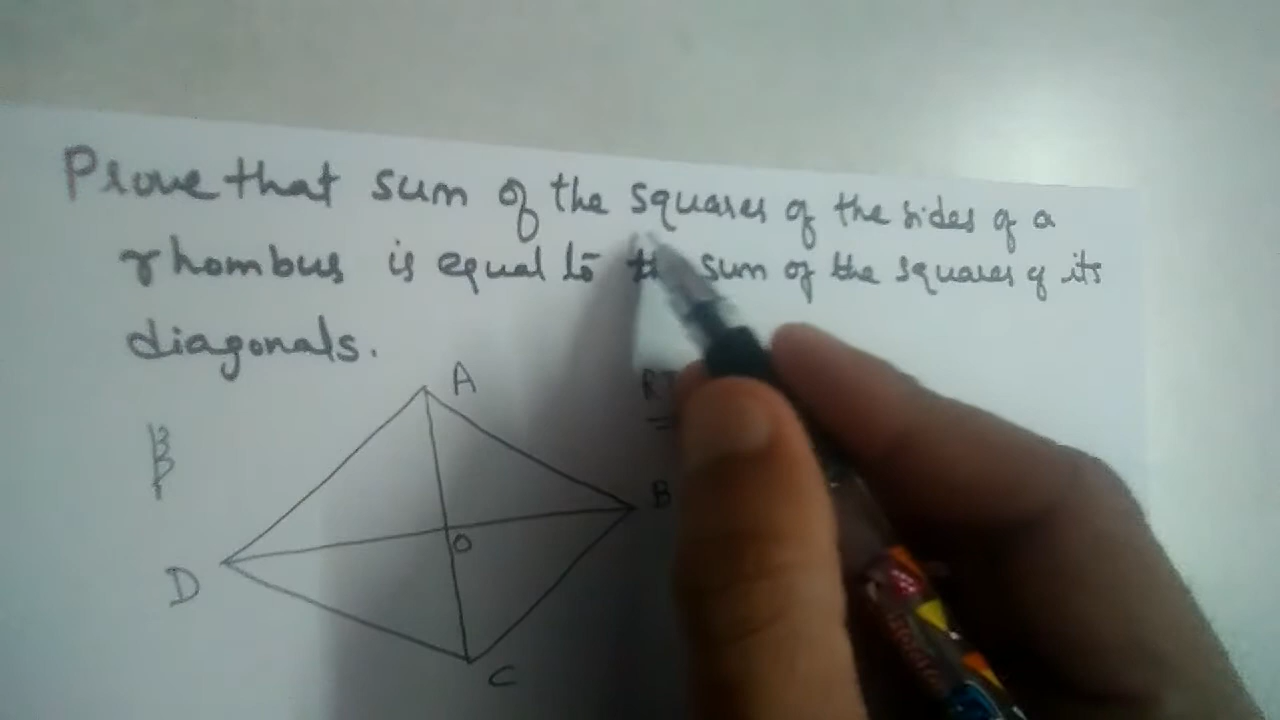 Prove that sum of the squares of the sides of a
rhombus is equal to the sum of the squares of its
diagonals.
A
B
O
D
C